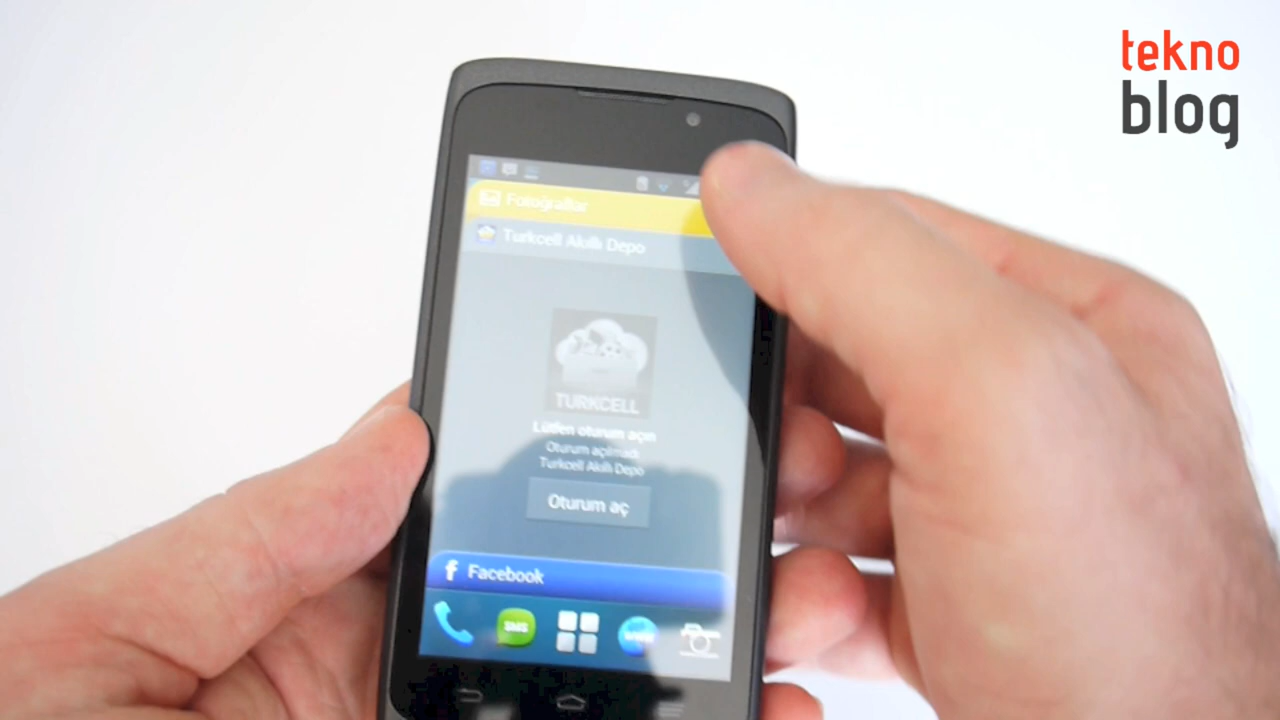 tekno
blog
Fotoğraflar
Turkcell Akıllı Depo
TURKCELL
Lütfen oturum açın
Oturum açılmadı
Turkcell Akıllı Depo
Oturum aç
f Facebook
SMS
www